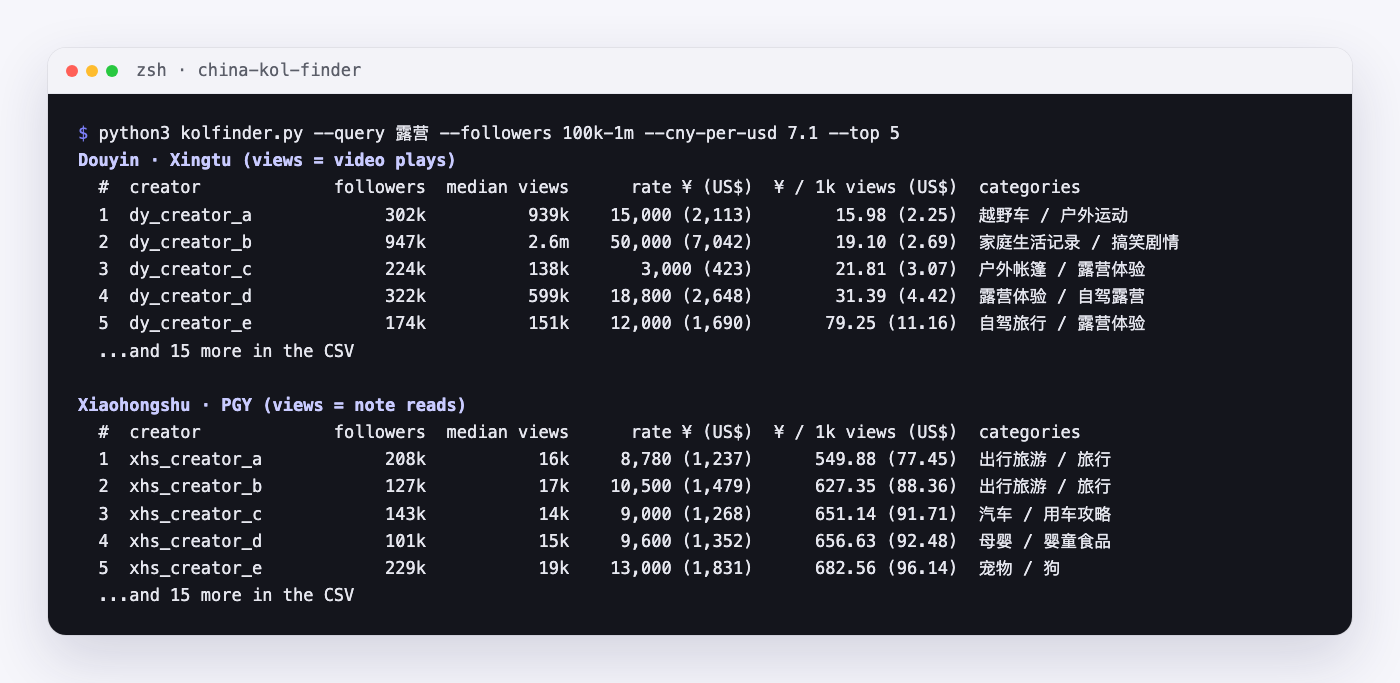 zsh · china-kol-finder
$ python3 kolfinder.py --query 露营 --followers 100k-1m --cny-per-usd 7.1 --top 5
Douyin · Xingtu (views = video plays)
# creator followers median views rate ¥ (US$) ¥ / 1k views (US$) categories
1 dy_creator_a 302k 939k 15,000 (2,113) 15.98 (2.25) 越野车 / 户外运动
2 dy_creator_b 947k 2.6m 50,000 (7,042) 19.10 (2.69) 家庭生活记录 / 搞笑剧情
3 dy_creator_c 224k 138k 3,000 (423) 21.81 (3.07) 户外帐篷 / 露营体验
4 dy_creator_d 322k 599k 18,800 (2,648) 31.39 (4.42) 露营体验 / 自驾露营
5 dy_creator_e 174k 151k 12,000 (1,690) 79.25 (11.16) 自驾旅行 / 露营体验
...and 15 more in the CSV
Xiaohongshu · PGY (views = note reads)
# creator followers median views rate ¥ (US$) ¥ / 1k views (US$) categories
1 xhs_creator_a 208k 16k 8,780 (1,237) 549.88 (77.45) 出行旅游 / 旅行
2 xhs_creator_b 127k 17k 10,500 (1,479) 627.35 (88.36) 出行旅游 / 旅行
3 xhs_creator_c 143k 14k 9,000 (1,268) 651.14 (91.71) 汽车 / 用车攻略
4 xhs_creator_d 101k 15k 9,600 (1,352) 656.63 (92.48) 母婴 / 婴童食品
5 xhs_creator_e 229k 19k 13,000 (1,831) 682.56 (96.14) 宠物 / 狗
...and 15 more in the CSV